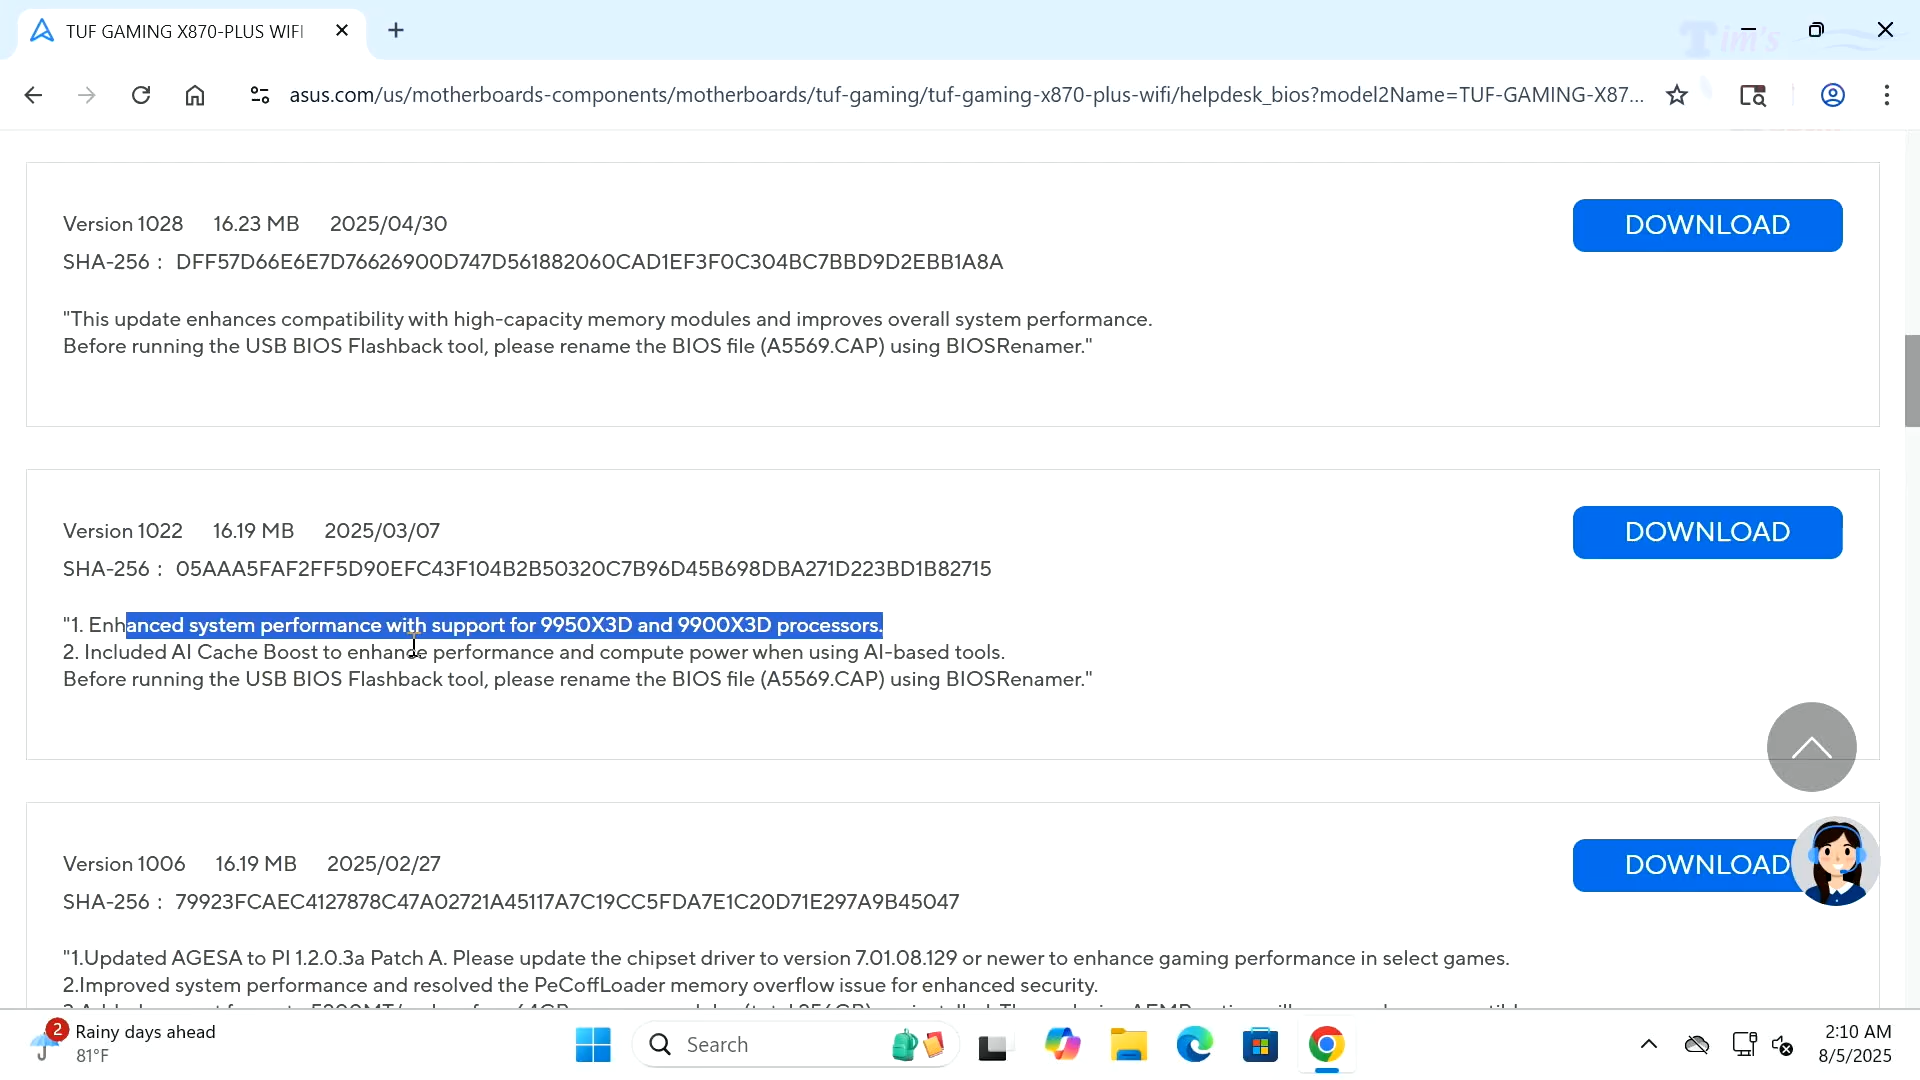 TUF GAMING X870-PLUS WIFI
Tim's
asus.com/us/motherboards-components/motherboards/tuf-gaming/tuf-gaming-x870-plus-wifi/helpdesk_bios?model2Name=TUF-GAMING-X87...
Version 1028 16.23 MB 2025/04/30
DOWNLOAD
SHA-256 : DFF57D66E6E7D76626900D747D561882060CAD1EF3F0C304BC7BBD9D2EBB1A8A
"This update enhances compatibility with high-capacity memory modules and improves overall system performance.
Before running the USB BIOS Flashback tool, please rename the BIOS file (A5569.CAP) using BIOSRenamer."
Version 1022 16.19 MB 2025/03/07
DOWNLOAD
SHA-256 : 05AAA5FAF2FF5D90EFC43F104B2B50320C7B96D45B698DBA271D223BD1B82715
"1. Enhanced system performance with support for 9950X3D and 9900X3D processors.
2. Included AI Cache Boost to enhance performance and compute power when using AI-based tools.
Before running the USB BIOS Flashback tool, please rename the BIOS file (A5569.CAP) using BIOSRenamer."
Version 1006 16.19 MB 2025/02/27
DOWNLOAD
SHA-256 : 79923FCAEC4127878C47A02721A45117A7C19CC5FDA7E1C20D71E297A9B45047
"1.Updated AGESA to PI 1.2.0.3a Patch A. Please update the chipset driver to version 7.01.08.129 or newer to enhance gaming performance in select games.
2.Improved system performance and resolved the PeCoffLoader memory overflow issue for enhanced security.
2
Rainy days ahead
81°F
Search
2:10 AM
8/5/2025